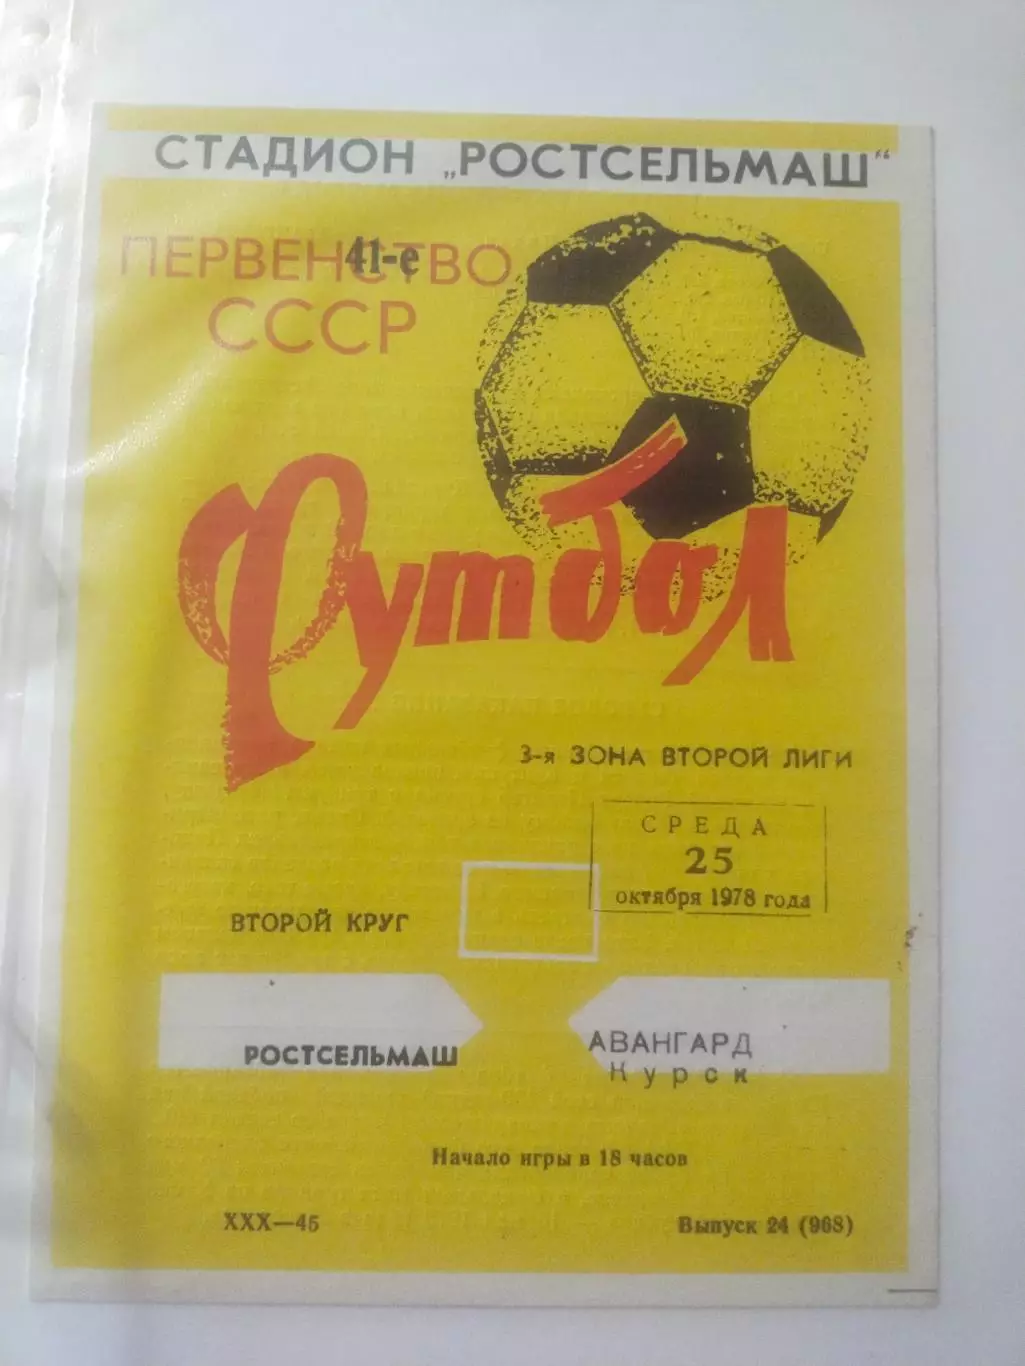 СТАДИОН „РОСТСЕЛЬМАШ“
41-е
ПЕРВЕНСТВО
СССР
Футбол
3-я ЗОНА ВТОРОЙ ЛИГИ
СРЕДА
25
октября 1978 года
ВТОРОЙ КРУГ
РОСТСЕЛЬМАШ
АВАНГАРД
Курск
Начало игры в 18 часов
XXX—45
Выпуск 24 (968)